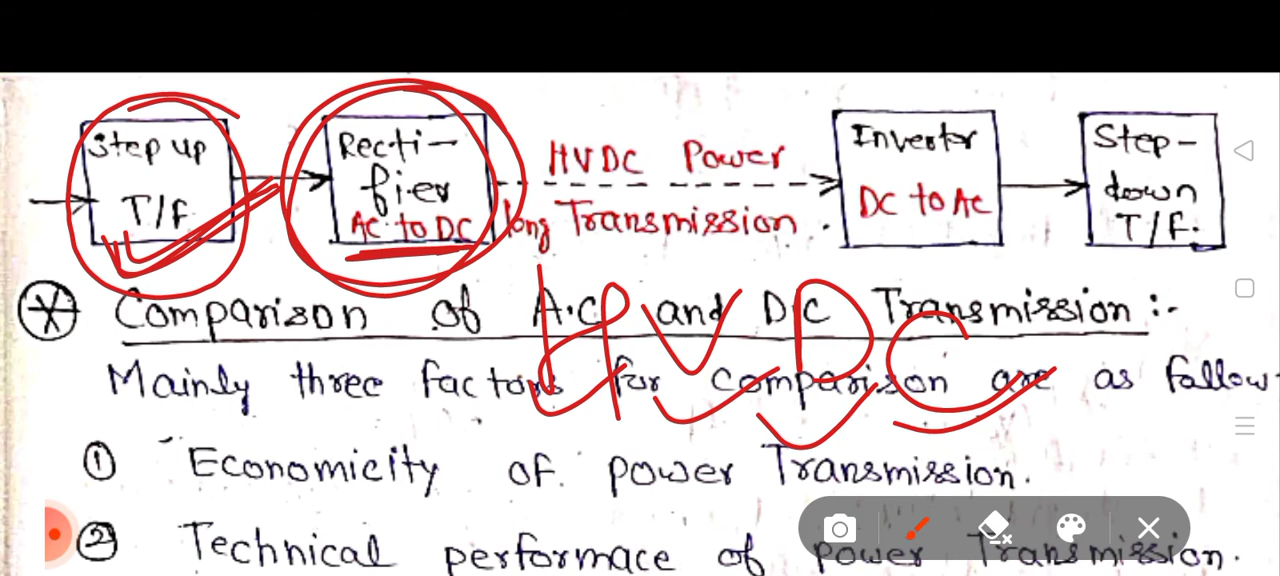 Step up
T/F.
Recti-
fier
AC to DC
HVDC Power
long Transmission.
Invertor
DC to AC
Step-
down
T/F.
HVDC
Comparison of A.C and DC Transmission:-
Mainly three factors for comparison are as follow
① Economicity of power Transmission.
② Technical performace of power Transmission.